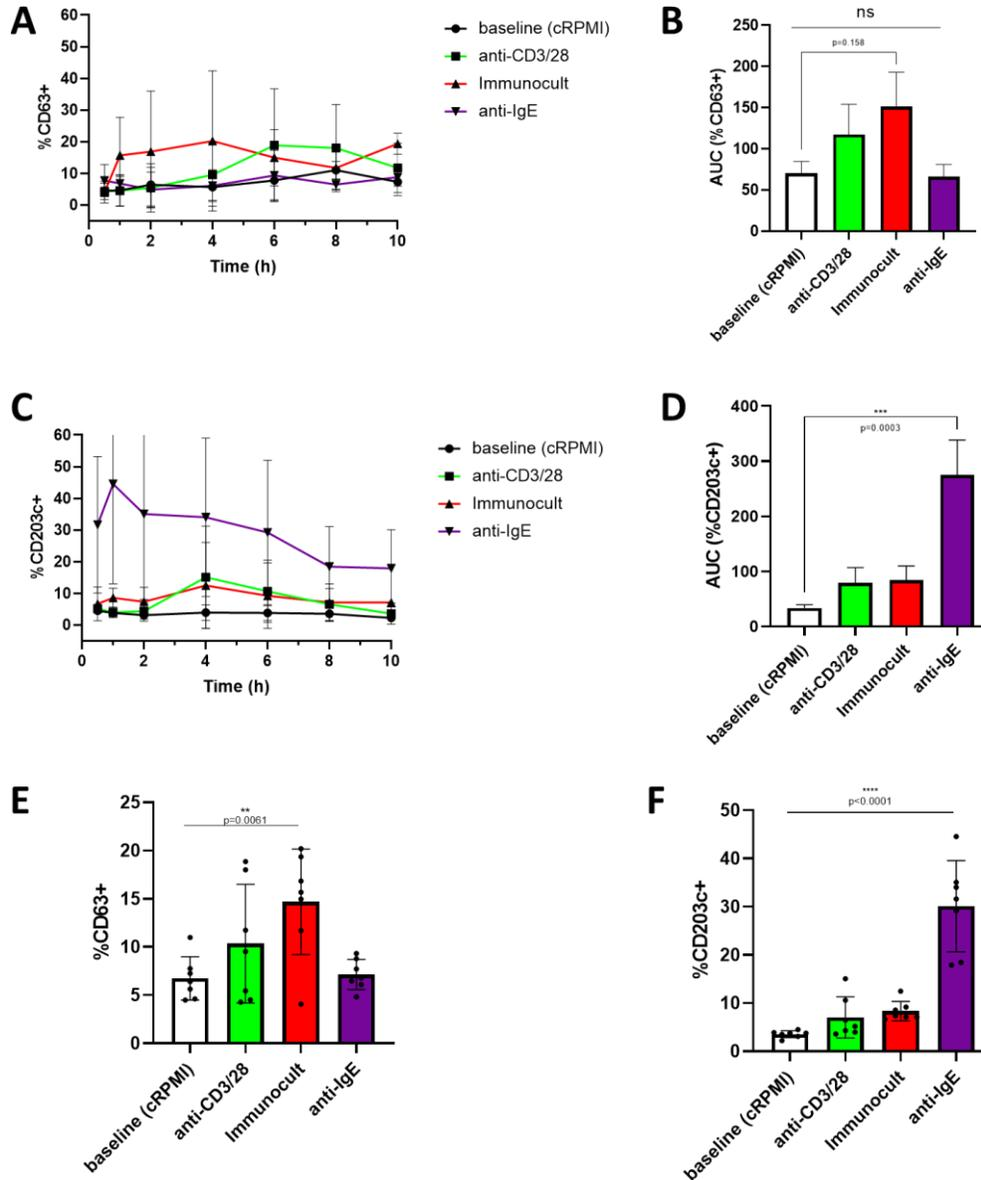 A
%CD63+
60
50
40
30
20
10
0
0 2 4 6 8 10
Time (h)
baseline (cRPMI)
anti-CD3/28
Immunocult
anti-IgE
B
ns
p=0.158
AUC (%CD63+)
250
200
150
100
50
0
baseline (cRPMI)
anti-CD3/28
Immunocult
anti-IgE
C
%CD203c+
60
50
40
30
20
10
0
0 2 4 6 8 10
Time (h)
baseline (cRPMI)
anti-CD3/28
Immunocult
anti-IgE
D
***
p=0.0003
AUC (%CD203c+)
400
300
200
100
0
baseline (cRPMI)
anti-CD3/28
Immunocult
anti-IgE
E
**
p=0.0061
%CD63+
25
20
15
10
5
0
baseline (cRPMI)
anti-CD3/28
Immunocult
anti-IgE
F
****
p<0.0001
%CD203c+
50
40
30
20
10
0
baseline (cRPMI)
anti-CD3/28
Immunocult
anti-IgE